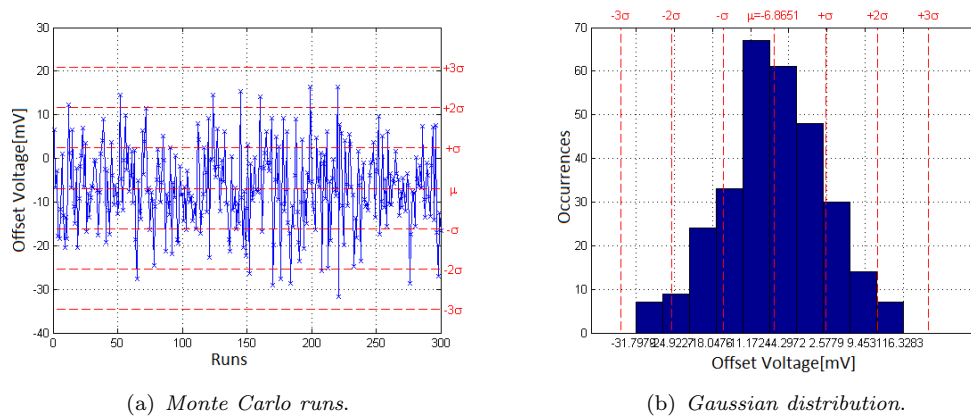 30
20
10
0
-10
-20
-30
-40
Offset Voltage[mV]
0
50
100
150
200
250
300
Runs
+3σ
+2σ
+σ
μ
-σ
-2σ
-3σ
(a) Monte Carlo runs.
-3σ
-2σ
-σ
μ=-6.8651
+σ
+2σ
+3σ
70
60
50
40
30
20
10
0
Occurrences
-31.7979
-24.9227
-18.0476
-11.1724
-4.2972
2.5779
9.4531
16.3283
Offset Voltage[mV]
(b) Gaussian distribution.